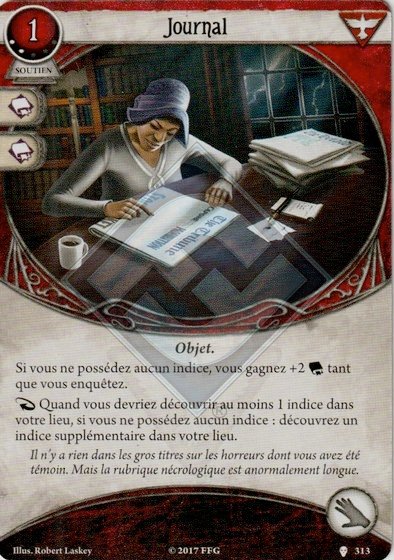 1
Journal
SOUTIEN
Objet.
Si vous ne possédez aucun indice, vous gagnez +2 tant
que vous enquêtez.
Quand vous devriez découvrir au moins 1 indice dans
votre lieu, si vous ne possédez aucun indice : découvrez un
indice supplémentaire dans votre lieu.
Il n'y a rien dans les gros titres sur les horreurs dont vous avez été
témoin. Mais la rubrique nécrologique est anormalement longue.
Illus. Robert Laskey
© 2017 FFG
313